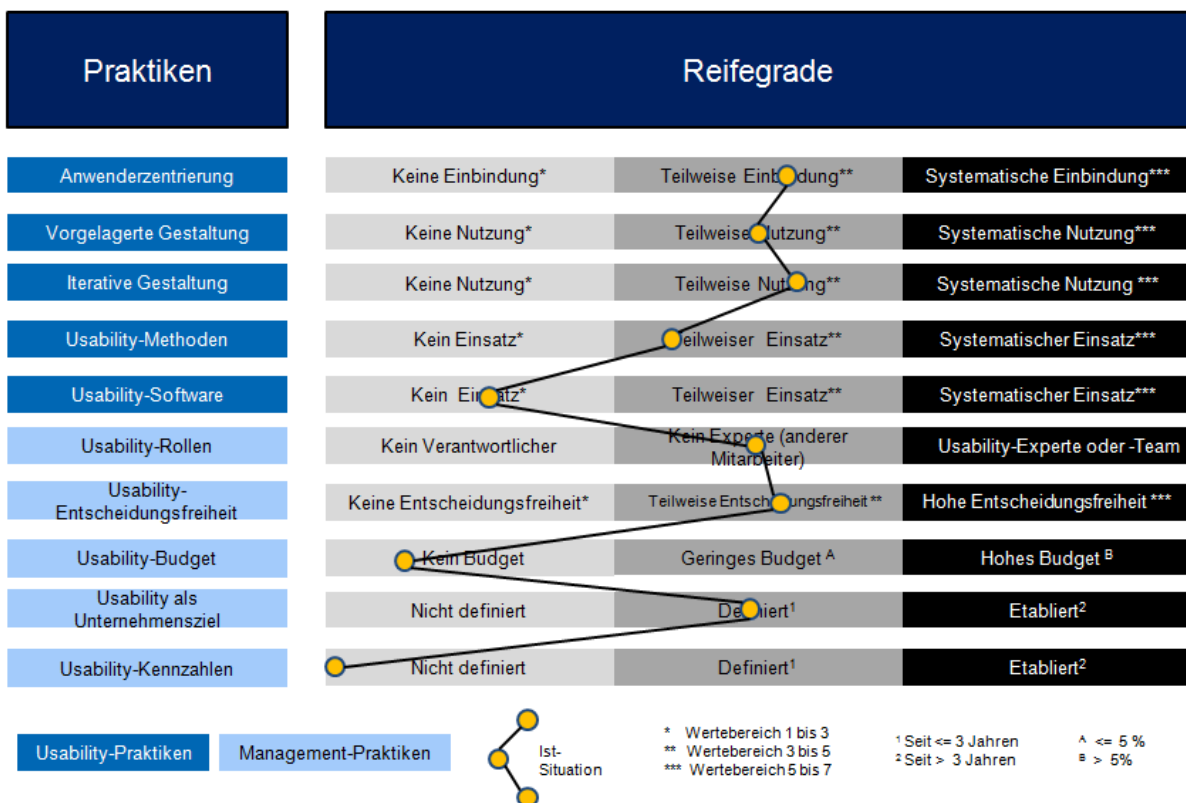 Praktiken
Reifegrade
Anwenderzentrierung
Keine Einbindung*
Teilweise Einbindung**
Systematische Einbindung***
Vorgelagerte Gestaltung
Keine Nutzung*
Teilweise Nutzung**
Systematische Nutzung***
Iterative Gestaltung
Keine Nutzung*
Teilweise Nutzung**
Systematische Nutzung ***
Usability-Methoden
Kein Einsatz*
Teilweiser Einsatz**
Systematischer Einsatz***
Usability-Software
Kein Einsatz*
Teilweiser Einsatz**
Systematischer Einsatz***
Usability-Rollen
Kein Verantwortlicher
Kein Experte (anderer
Mitarbeiter)
Usability-Experte oder -Team
Usability-
Entscheidungsfreiheit
Keine Entscheidungsfreiheit*
Teilweise Entscheidungsfreiheit**
Hohe Entscheidungsfreiheit***
Usability-Budget
Kein Budget
Geringes Budget A
Hohes Budget B
Usability als
Unternehmensziel
Nicht definiert
Definiert¹
Etabliert²
Usability-Kennzahlen
Nicht definiert
Definiert¹
Etabliert²
Usability-Praktiken
Management-Praktiken
Ist-
Situation
* Wertebereich 1 bis 3
** Wertebereich 3 bis 5
*** Wertebereich 5 bis 7
¹ Seit <= 3 Jahren
² Seit > 3 Jahren
A <= 5 %
B > 5%